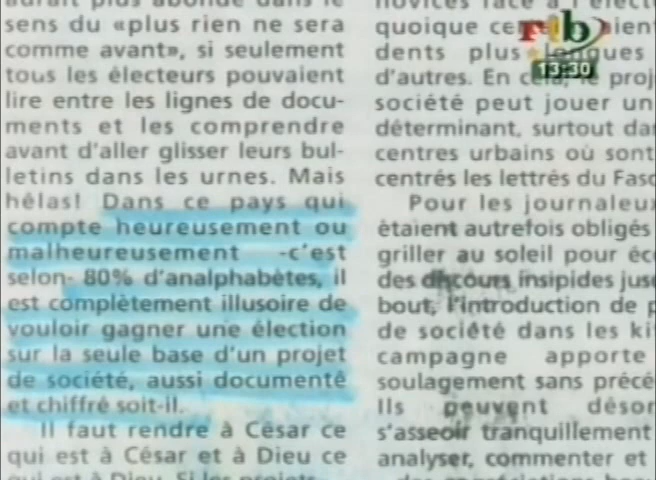 sens du «plus rien ne sera
comme avant», si seulement
tous les électeurs pouvaient
lire entre les lignes de docu-
ments et les comprendre
avant d'aller glisser leurs bul-
letins dans les urnes. Mais
hélas! Dans ce pays qui
compte heureusement ou
malheureusement -c'est
selon- 80% d'analphabètes, il
est complètement illusoire de
vouloir gagner une élection
sur la seule base d'un projet
de société, aussi documenté
et chiffré soit-il.
Il faut rendre à César ce
qui est à César et à Dieu ce
quoique
dents plus longues
d'autres. En cela, le proj
société peut jouer un
déterminant, surtout da
centres urbains où sont
centrés les lettrés du Faso
Pour les journaleux
étaient autrefois obligés
griller au soleil pour éc
des discours insipides jus
bout, l'introduction de p
de société dans les ki
campagne apporte
soulagement sans précé
Ils peuvent désor
s'asseoir tranquillement
analyser, commenter et
rtb
13:30